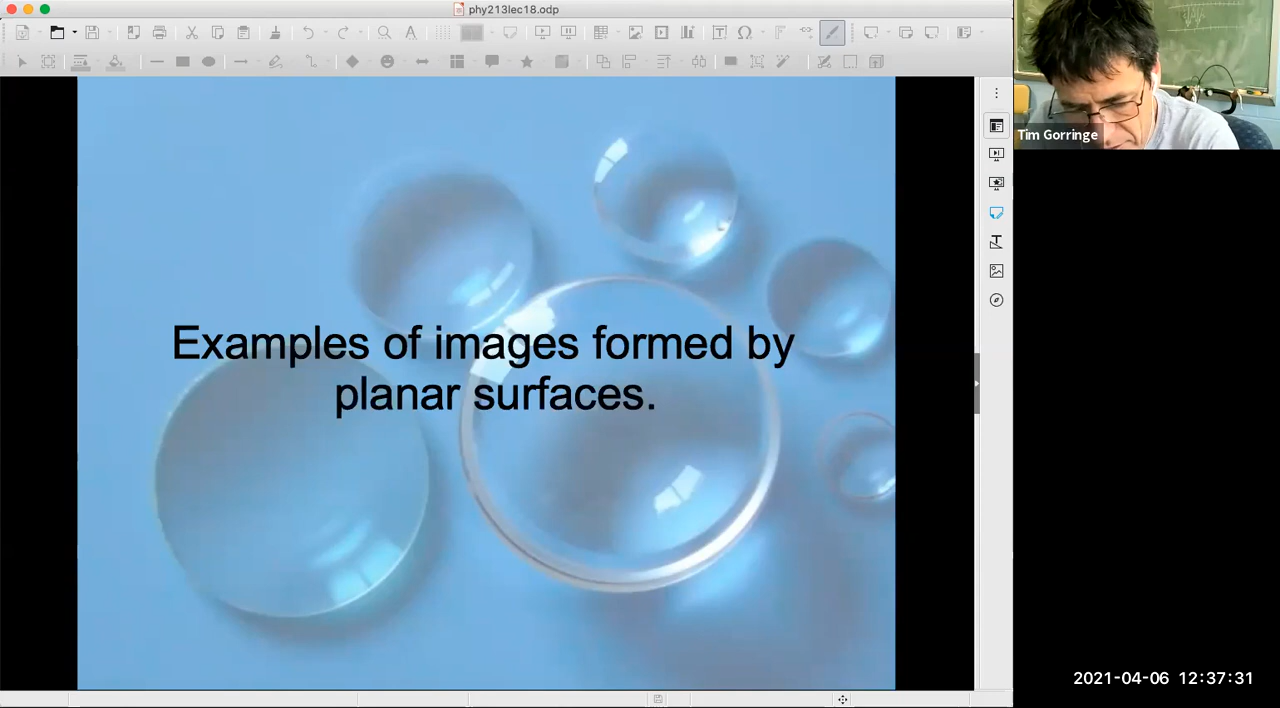 phy213lec18.odp
Tim Gorringe
Examples of images formed by
planar surfaces.
2021-04-06 12:37:31